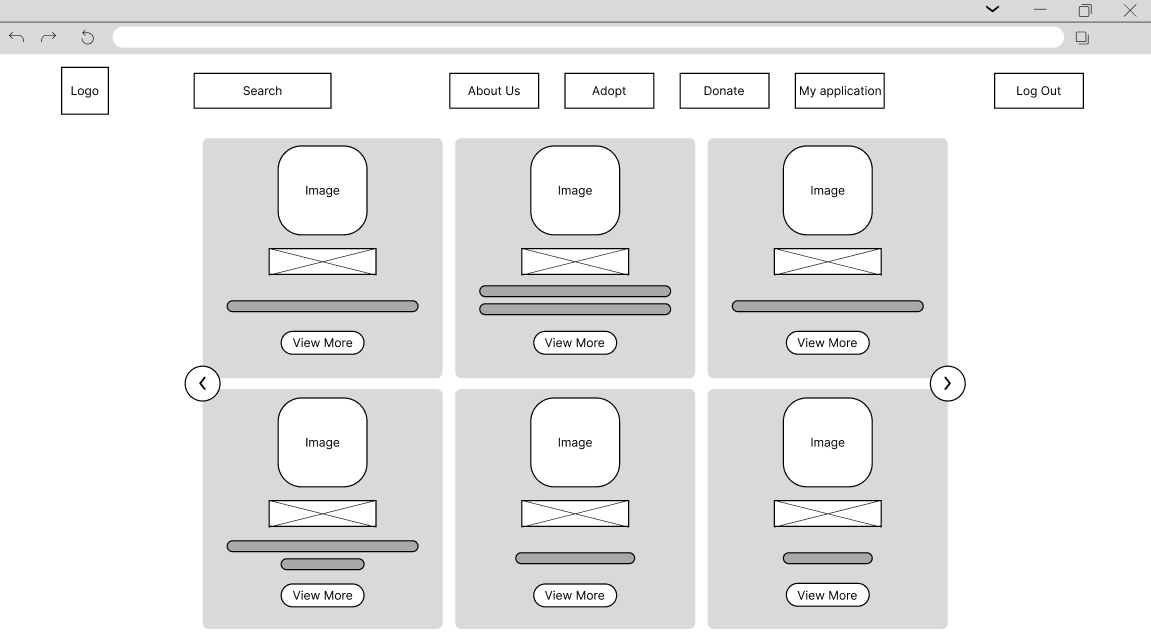 Logo
Search
About Us
Adopt
Donate
My application
Log Out
Image
Image
Image
View More
View More
View More
Image
Image
Image
View More
View More
View More